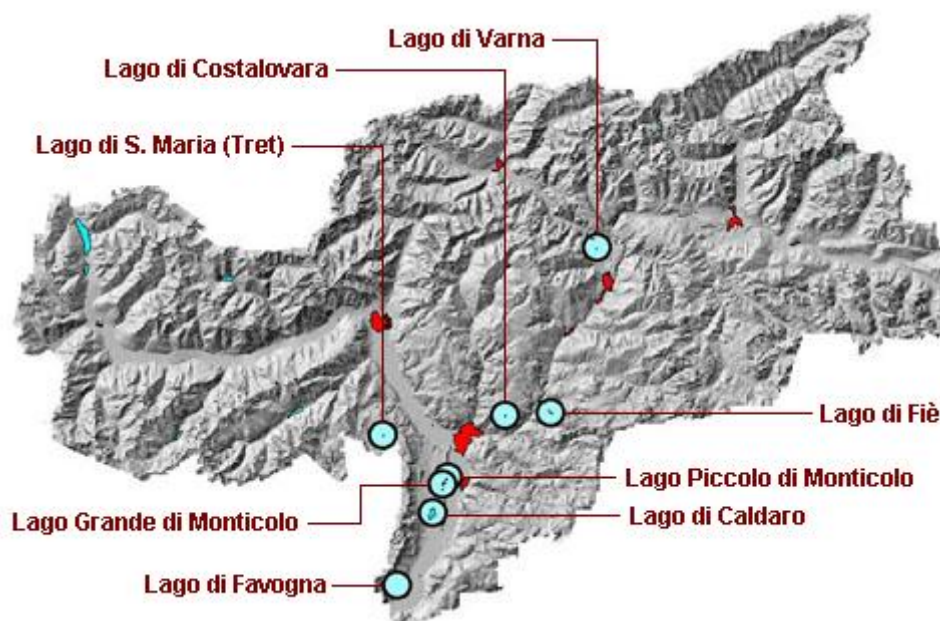 Lago di Varna
Lago di Costalovara
Lago di S. Maria (Tret)
Lago di Fiè
Lago Piccolo di Monticolo
Lago Grande di Monticolo
Lago di Caldaro
Lago di Favogna